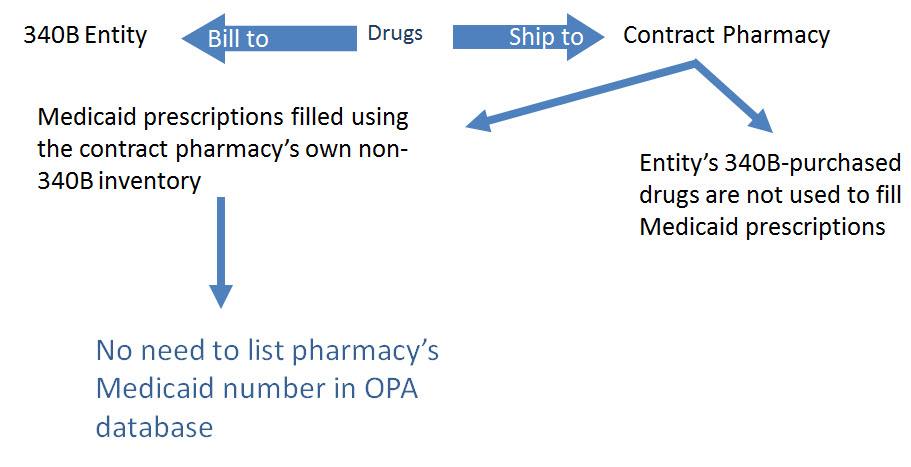 340B Entity
Bill to
Drugs
Ship to
Contract Pharmacy
Medicaid prescriptions filled using
the contract pharmacy's own non-
340B inventory
Entity's 340B-purchased
drugs are not used to fill
Medicaid prescriptions
No need to list pharmacy's
Medicaid number in OPA
database